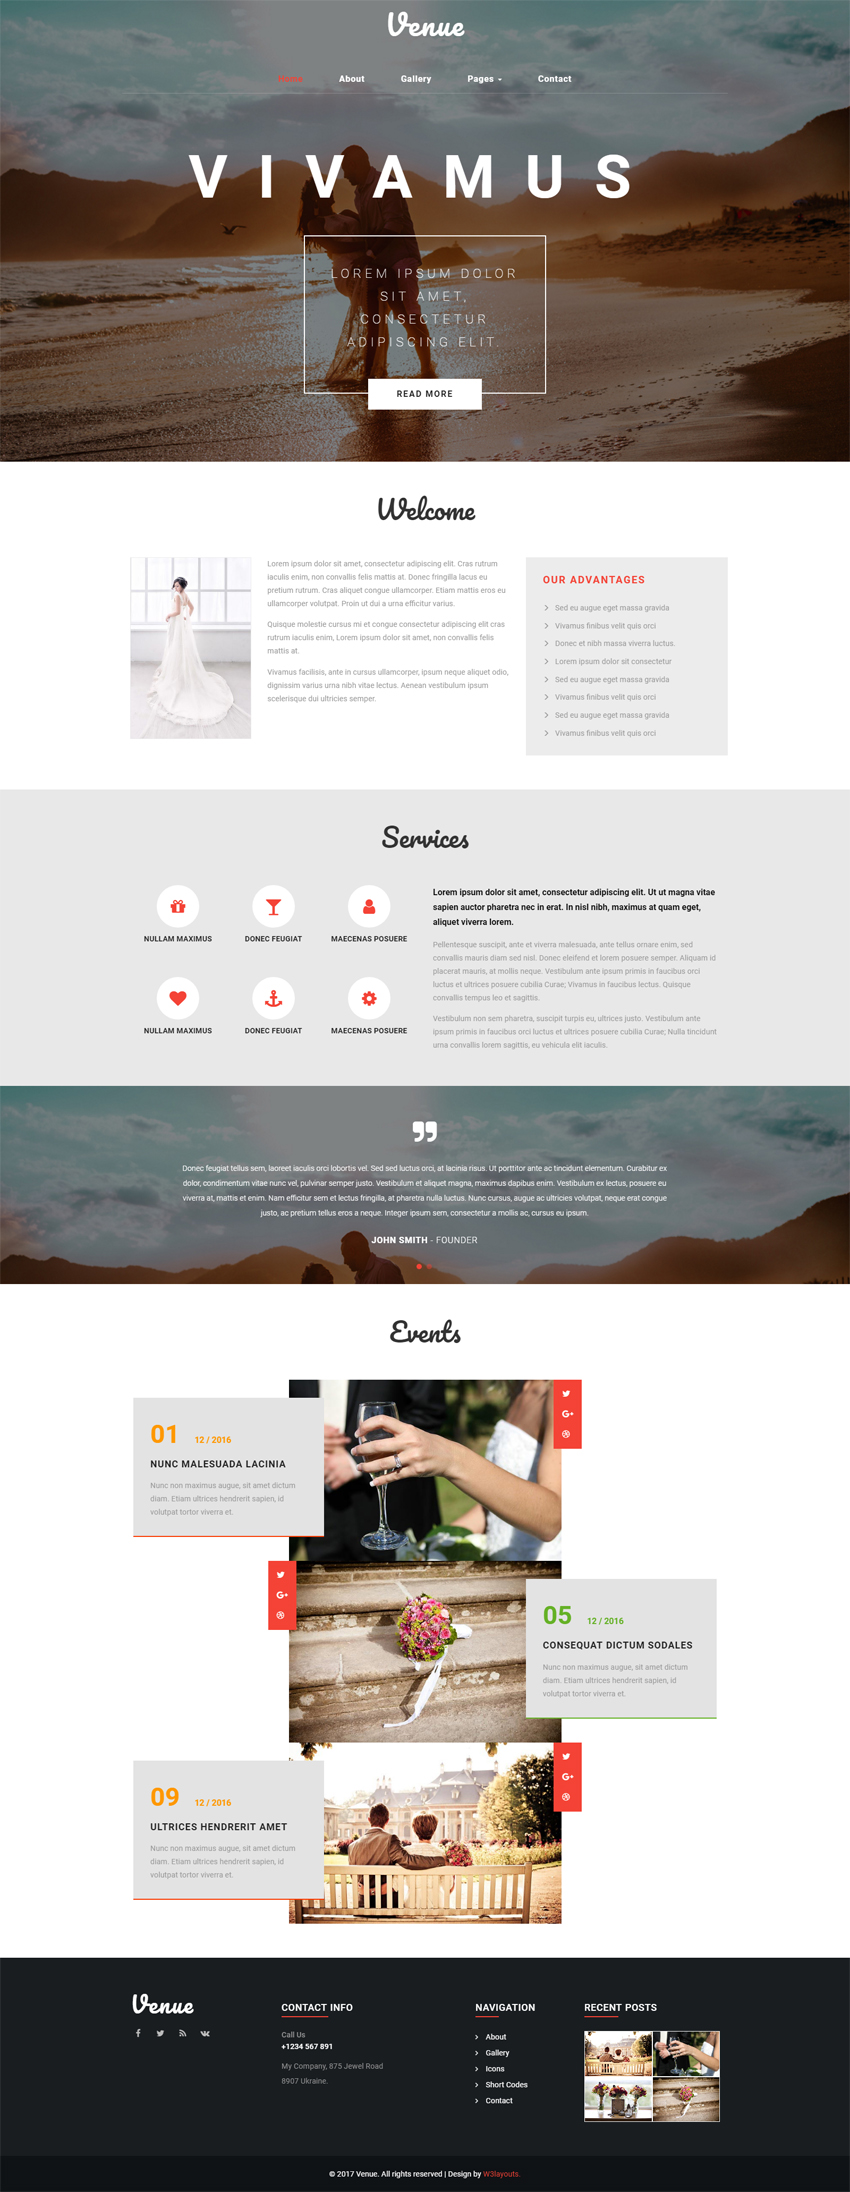 Venue
Home About Gallery Pages Contact
VIVAMUS
LOREM IPSUM DOLOR
SIT AMET,
CONSECTETUR
ADIPISCING ELIT.
READ MORE
Welcome
Lorem ipsum dolor sit amet, consectetur adipiscing elit. Cras rutrum
iaculis enim, non convallis felis mattis at. Donec fringilla lacus eu
pretium rutrum. Cras aliquet congue ullamcorper. Etiam mattis eros eu
ullamcorper volutpat. Proin ut dui a urna efficitur varius.
Quisque molestie cursus mi et congue consectetur adipiscing elit cras
rutrum iaculis enim, Lorem ipsum dolor sit amet, non convallis felis
mattis at.
Vivamus facilisis, ante in cursus ullamcorper, ipsum neque aliquet odio,
dignissim varius urna nibh vitae lectus. Aenean vestibulum ipsum
scelerisque dui ultricies semper.
OUR ADVANTAGES
Sed eu augue eget massa gravida
Vivamus finibus velit quis orci
Donec et nibh massa viverra luctus.
Lorem ipsum dolor sit consectetur
Sed eu augue eget massa gravida
Vivamus finibus velit quis orci
Sed eu augue eget massa gravida
Vivamus finibus velit quis orci
Services
NULLAM MAXIMUS DONEC FEUGIAT MAECENAS POSUERE
NULLAM MAXIMUS DONEC FEUGIAT MAECENAS POSUERE
Lorem ipsum dolor sit amet, consectetur adipiscing elit. Ut ut magna vitae
sapien auctor pharetra nec in erat. In nisl nibh, maximus at quam eget,
aliquet viverra lorem.
Pellentesque suscipit, ante et viverra malesuada, ante tellus ornare enim, sed
convallis mauris diam sed nisl. Donec eleifend et lorem posuere semper. Aliquam id
placerat mauris, at mollis neque. Vestibulum ante ipsum primis in faucibus orci
luctus et ultrices posuere cubilia Curae; Vivamus in faucibus lectus. Quisque
convallis tempus leo et sagittis.
Vestibulum non sem pharetra, suscipit turpis eu, ultrices justo. Vestibulum ante
ipsum primis in faucibus orci luctus et ultrices posuere cubilia Curae; Nulla tincidunt
urna convallis lorem sagittis, eu vehicula elit iaculis.
Donec feugiat tellus sem, laoreet iaculis orci lobortis vel. Sed sed luctus orci, at lacinia risus. Ut porttitor ante ac tincidunt elementum. Curabitur ex
dolor, condimentum vitae nunc vel, pulvinar semper justo. Vestibulum et aliquet magna, maximus dapibus enim. Vestibulum ex lectus, posuere eu
viverra at, mattis et enim. Nam efficitur sem et lectus fringilla, at pharetra nulla luctus. Nunc cursus, augue ac ultricies volutpat, neque erat congue
justo, ac pretium tellus eros a neque. Integer ipsum sem, consectetur a mollis ac, cursus eu ipsum.
JOHN SMITH - FOUNDER
Events
01 12 / 2016
NUNC MALESUADA LACINIA
Nunc non maximus augue, sit amet dictum
diam. Etiam ultrices hendrerit sapien, id
volutpat tortor viverra et.
05 12 / 2016
CONSEQUAT DICTUM SODALES
Nunc non maximus augue, sit amet dictum
diam. Etiam ultrices hendrerit sapien, id
volutpat tortor viverra et.
09 12 / 2016
ULTRICES HENDRERIT AMET
Nunc non maximus augue, sit amet dictum
diam. Etiam ultrices hendrerit sapien, id
volutpat tortor viverra et.
Venue
CONTACT INFO
Call Us
+1234 567 891
My Company, 875 Jewel Road
8907 Ukraine.
NAVIGATION
About
Gallery
Icons
Short Codes
Contact
RECENT POSTS
© 2017 Venue. All rights reserved | Design by W3layouts.